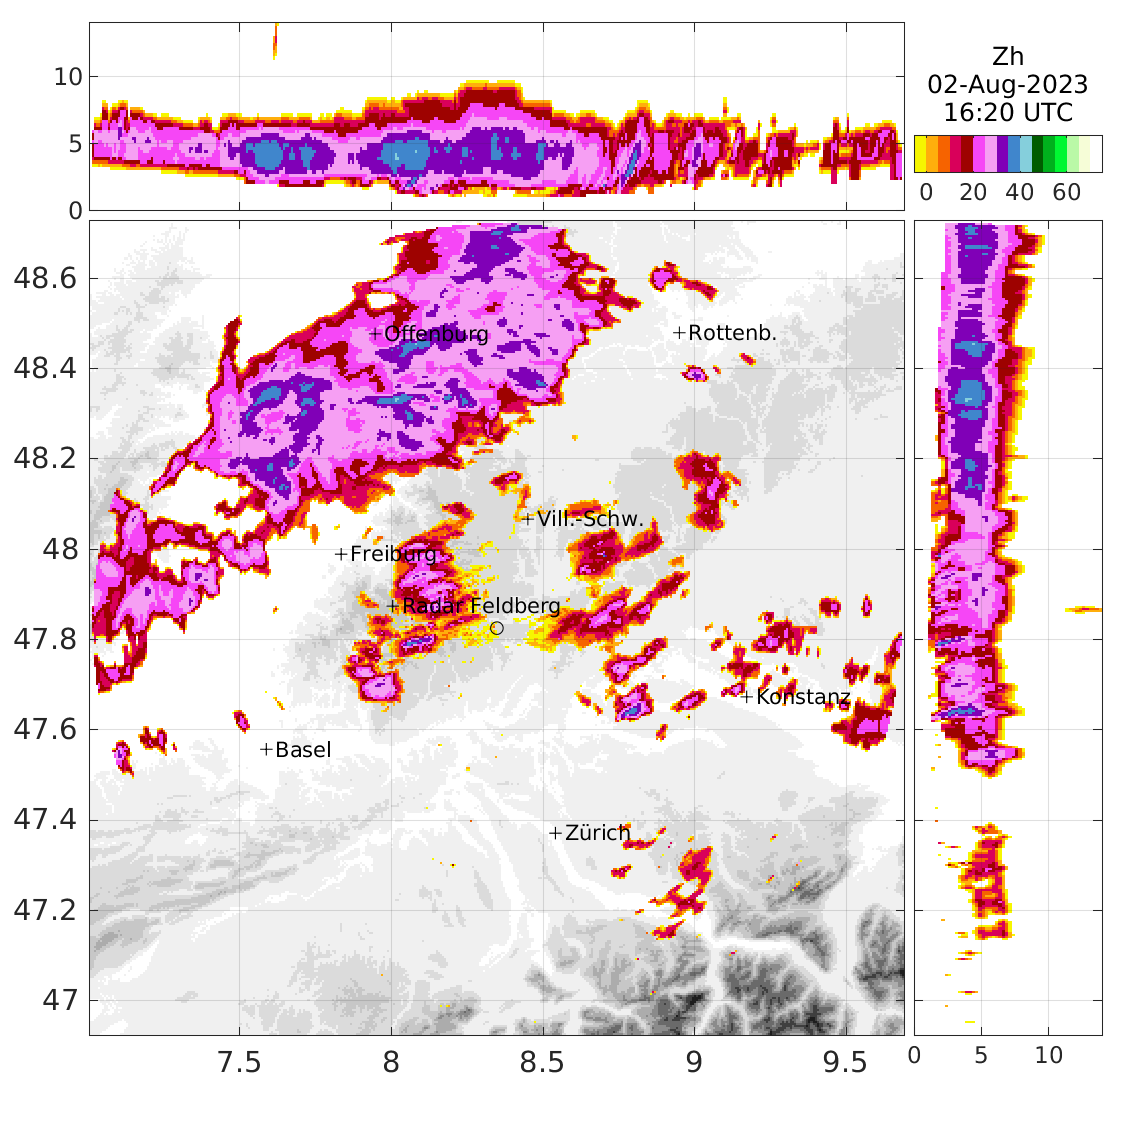 10
5
0
Zh
02-Aug-2023
16:20 UTC
0 20 40 60
48.6
48.4
48.2
48
47.8
47.6
47.4
47.2
47
Offenburg
Rottenb.
Vill.-Schw.
Freiburg
Radar Feldberg
Konstanz
Basel
Zürich
7.5 8 8.5 9 9.5
0 5 10